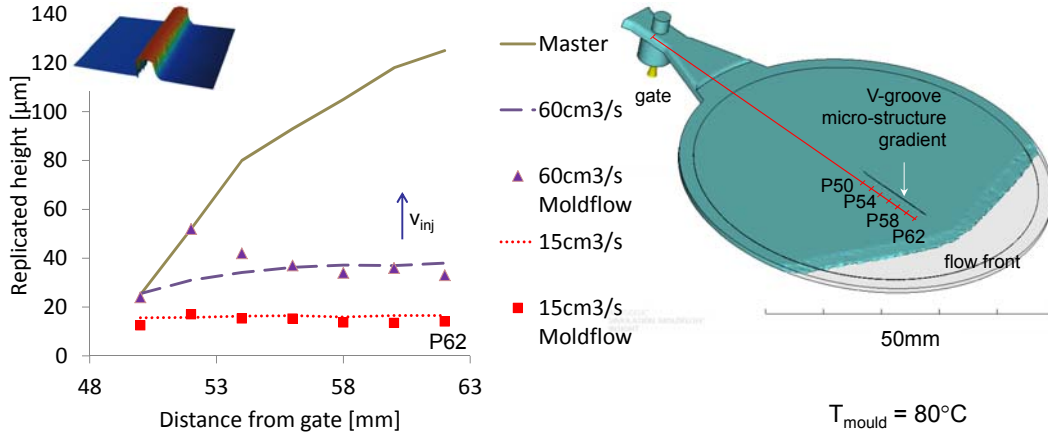 140
120
100
80
60
40
20
0
48
53
58
63
Replicated height [µm]
Distance from gate [mm]
P62
v_inj
Master
60cm3/s
60cm3/s
Moldflow
15cm3/s
15cm3/s
Moldflow
gate
V-groove
micro-structure
gradient
P50
P54
P58
P62
flow front
50mm
T_mould = 80°C